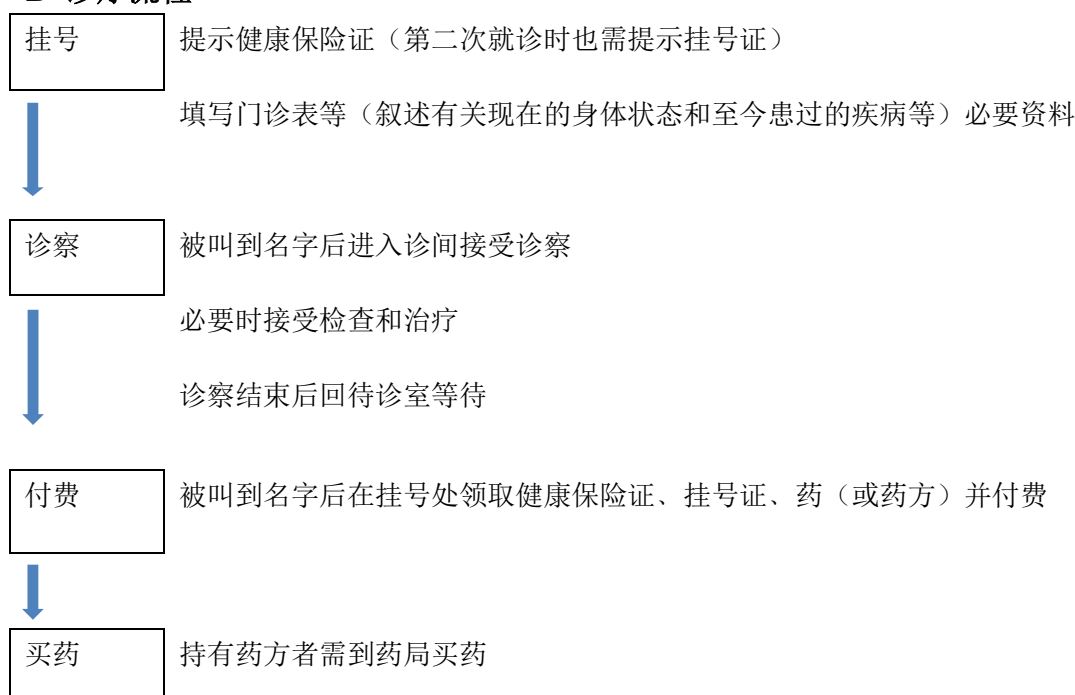 挂号
提示健康保险证（第二次就诊时也需提示挂号证）
填写门诊表等（叙述有关现在的身体状态和至今患过的疾病等）必要资料
诊察
被叫到名字后进入诊间接受诊察
必要时接受检查和治疗
诊察结束后回待诊室等待
付费
被叫到名字后在挂号处领取健康保险证、挂号证、药（或药方）并付费
买药
持有药方者需到药局买药